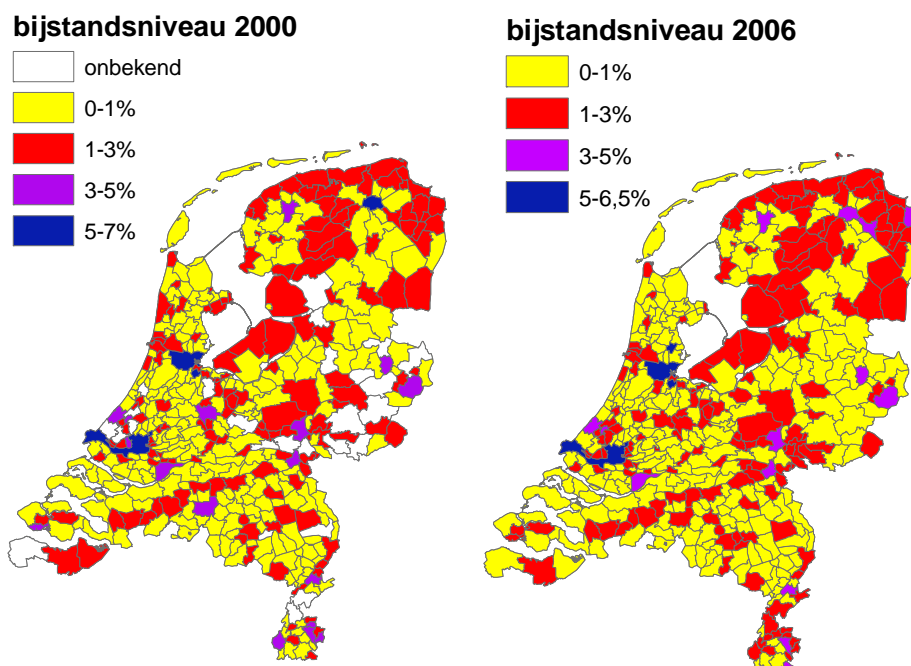 bijstandsniveau 2000
onbekend
0-1%
1-3%
3-5%
5-7%
bijstandsniveau 2006
0-1%
1-3%
3-5%
5-6,5%